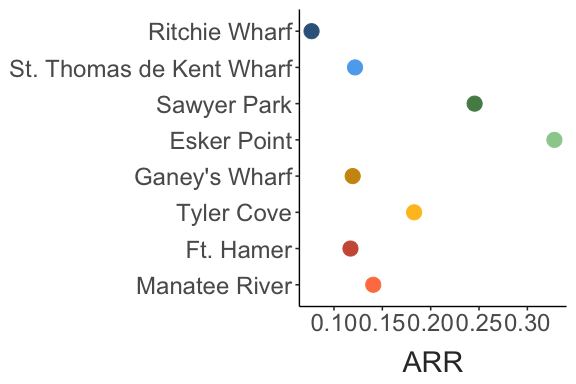 Ritchie Wharf
St. Thomas de Kent Wharf
Sawyer Park
Esker Point
Ganey's Wharf
Tyler Cove
Ft. Hamer
Manatee River
0.100.150.200.250.30
ARR